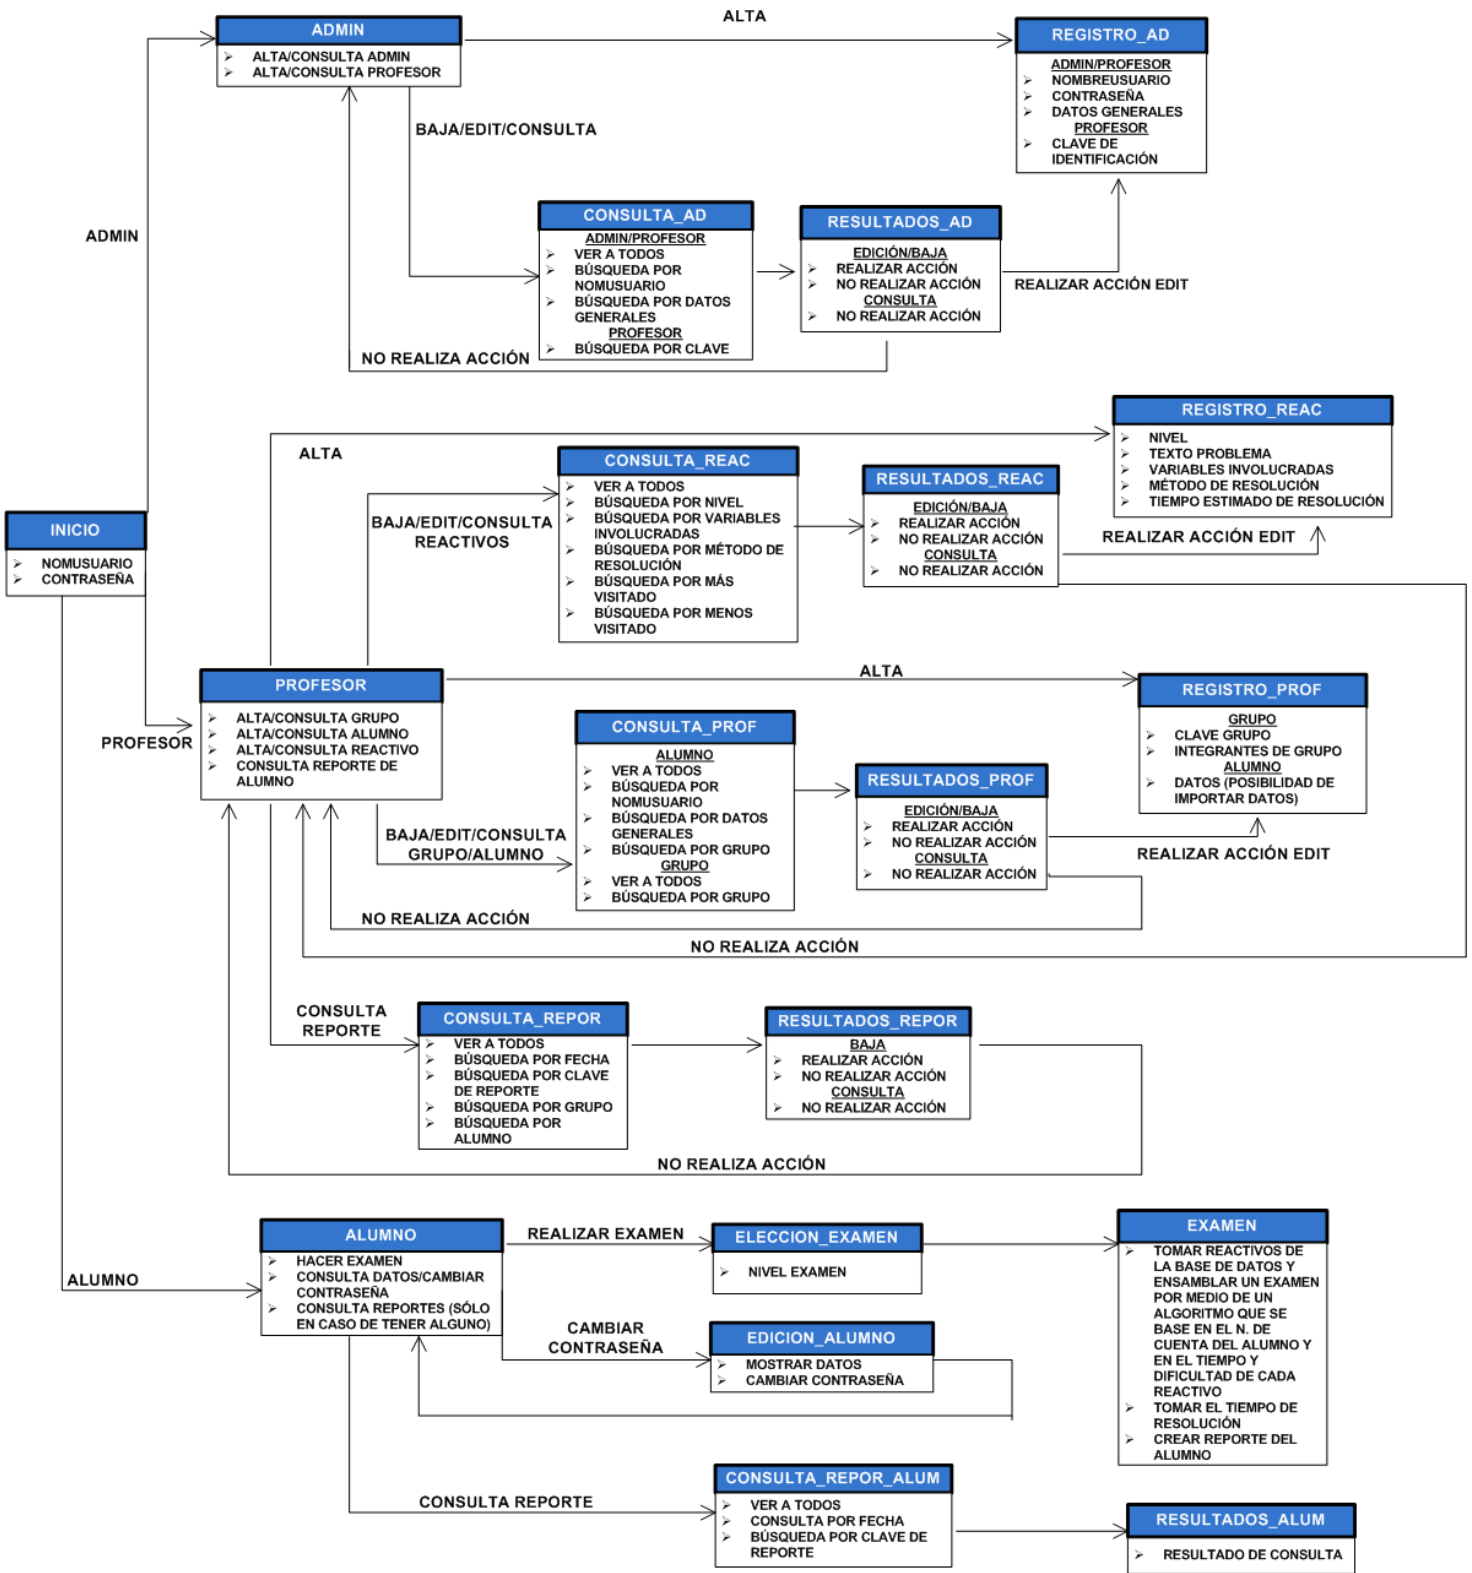 ALTA
ADMIN
ALTA/CONSULTA ADMIN
ALTA/CONSULTA PROFESOR
REGISTRO_AD
ADMIN/PROFESOR
NOMBREUSUARIO
CONTRASEÑA
DATOS GENERALES
PROFESOR
CLAVE DE
IDENTIFICACIÓN
BAJA/EDIT/CONSULTA
ADMIN
CONSULTA_AD
ADMIN/PROFESOR
VER A TODOS
BÚSQUEDA POR
NOMUSUARIO
BÚSQUEDA POR DATOS
GENERALES
PROFESOR
BÚSQUEDA POR CLAVE
RESULTADOS_AD
EDICIÓN/BAJA
REALIZAR ACCIÓN
NO REALIZAR ACCIÓN
CONSULTA
NO REALIZAR ACCIÓN
REALIZAR ACCIÓN EDIT
NO REALIZA ACCIÓN
REGISTRO_REAC
NIVEL
TEXTO PROBLEMA
VARIABLES INVOLUCRADAS
MÉTODO DE RESOLUCIÓN
TIEMPO ESTIMADO DE RESOLUCIÓN
ALTA
CONSULTA_REAC
VER A TODOS
BÚSQUEDA POR NIVEL
BÚSQUEDA POR VARIABLES
INVOLUCRADAS
BÚSQUEDA POR MÉTODO DE
RESOLUCIÓN
BÚSQUEDA POR MÁS
VISITADO
BÚSQUEDA POR MENOS
VISITADO
RESULTADOS_REAC
EDICIÓN/BAJA
REALIZAR ACCIÓN
NO REALIZAR ACCIÓN
CONSULTA
NO REALIZAR ACCIÓN
REALIZAR ACCIÓN EDIT
BAJA/EDIT/CONSULTA
REACTIVOS
INICIO
NOMUSUARIO
CONTRASEÑA
PROFESOR
PROFESOR
ALTA/CONSULTA GRUPO
ALTA/CONSULTA ALUMNO
ALTA/CONSULTA REACTIVO
CONSULTA REPORTE DE
ALUMNO
ALTA
REGISTRO_PROF
GRUPO
CLAVE GRUPO
INTEGRANTES DE GRUPO
ALUMNO
DATOS (POSIBILIDAD DE
IMPORTAR DATOS)
CONSULTA_PROF
ALUMNO
VER A TODOS
BÚSQUEDA POR
NOMUSUARIO
BÚSQUEDA POR DATOS
GENERALES
BÚSQUEDA POR GRUPO
GRUPO
VER A TODOS
BÚSQUEDA POR GRUPO
RESULTADOS_PROF
EDICIÓN/BAJA
REALIZAR ACCIÓN
NO REALIZAR ACCIÓN
CONSULTA
NO REALIZAR ACCIÓN
REALIZAR ACCIÓN EDIT
BAJA/EDIT/CONSULTA
GRUPO/ALUMNO
NO REALIZA ACCIÓN
NO REALIZA ACCIÓN
CONSULTA
REPORTE
CONSULTA_REPOR
VER A TODOS
BÚSQUEDA POR FECHA
BÚSQUEDA POR CLAVE
DE REPORTE
BÚSQUEDA POR GRUPO
BÚSQUEDA POR
ALUMNO
RESULTADOS_REPOR
BAJA
REALIZAR ACCIÓN
NO REALIZAR ACCIÓN
CONSULTA
NO REALIZAR ACCIÓN
NO REALIZA ACCIÓN
ALUMNO
ALUMNO
HACER EXAMEN
CONSULTA DATOS/CAMBIAR
CONTRASEÑA
CONSULTA REPORTES (SÓLO
EN CASO DE TENER ALGUNO)
REALIZAR EXAMEN
ELECCION_EXAMEN
NIVEL EXAMEN
EXAMEN
TOMAR REACTIVOS DE
LA BASE DE DATOS Y
ENSAMBLAR UN EXAMEN
POR MEDIO DE UN
ALGORITMO QUE SE
BASE EN EL N. DE
CUENTA DEL ALUMNO Y
EN EL TIEMPO Y
DIFICULTAD DE CADA
REACTIVO
TOMAR EL TIEMPO DE
RESOLUCIÓN
CREAR REPORTE DEL
ALUMNO
CAMBIAR
CONTRASEÑA
EDICION_ALUMNO
MOSTRAR DATOS
CAMBIAR CONTRASEÑA
CONSULTA REPORTE
CONSULTA_REPOR_ALUM
VER A TODOS
CONSULTA POR FECHA
BÚSQUEDA POR CLAVE DE
REPORTE
RESULTADOS_ALUM
RESULTADO DE CONSULTA